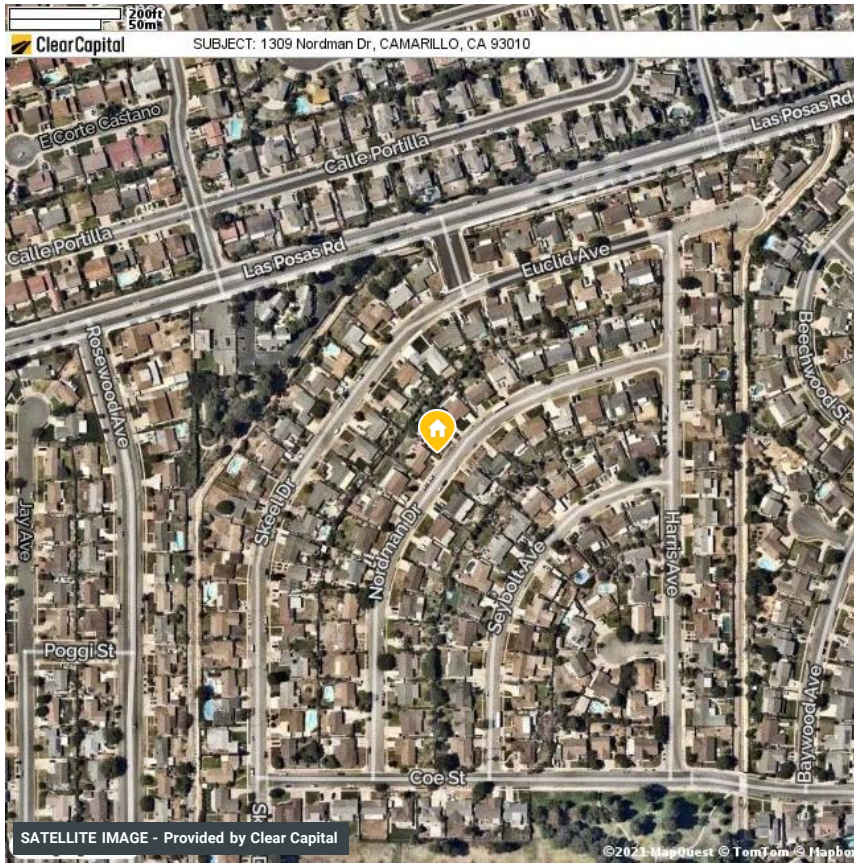 200ft
50m
ClearCapital
SUBJECT: 1309 Nordman Dr, CAMARILLO, CA 93010
E Corte Castano
Calle Portilla
Las Posas Rd
Calle Portilla
Las Posas Rd
Euclid Ave
Rosewood Ave
Beechwood St
Jay Ave
Skeel Dr
Nordman Dr
Seybolt Ave
Harris Ave
Poggi St
Baywood Ave
Coe St
SATELLITE IMAGE - Provided by Clear Capital
©2021 MapQuest © TomTom © Mapbox